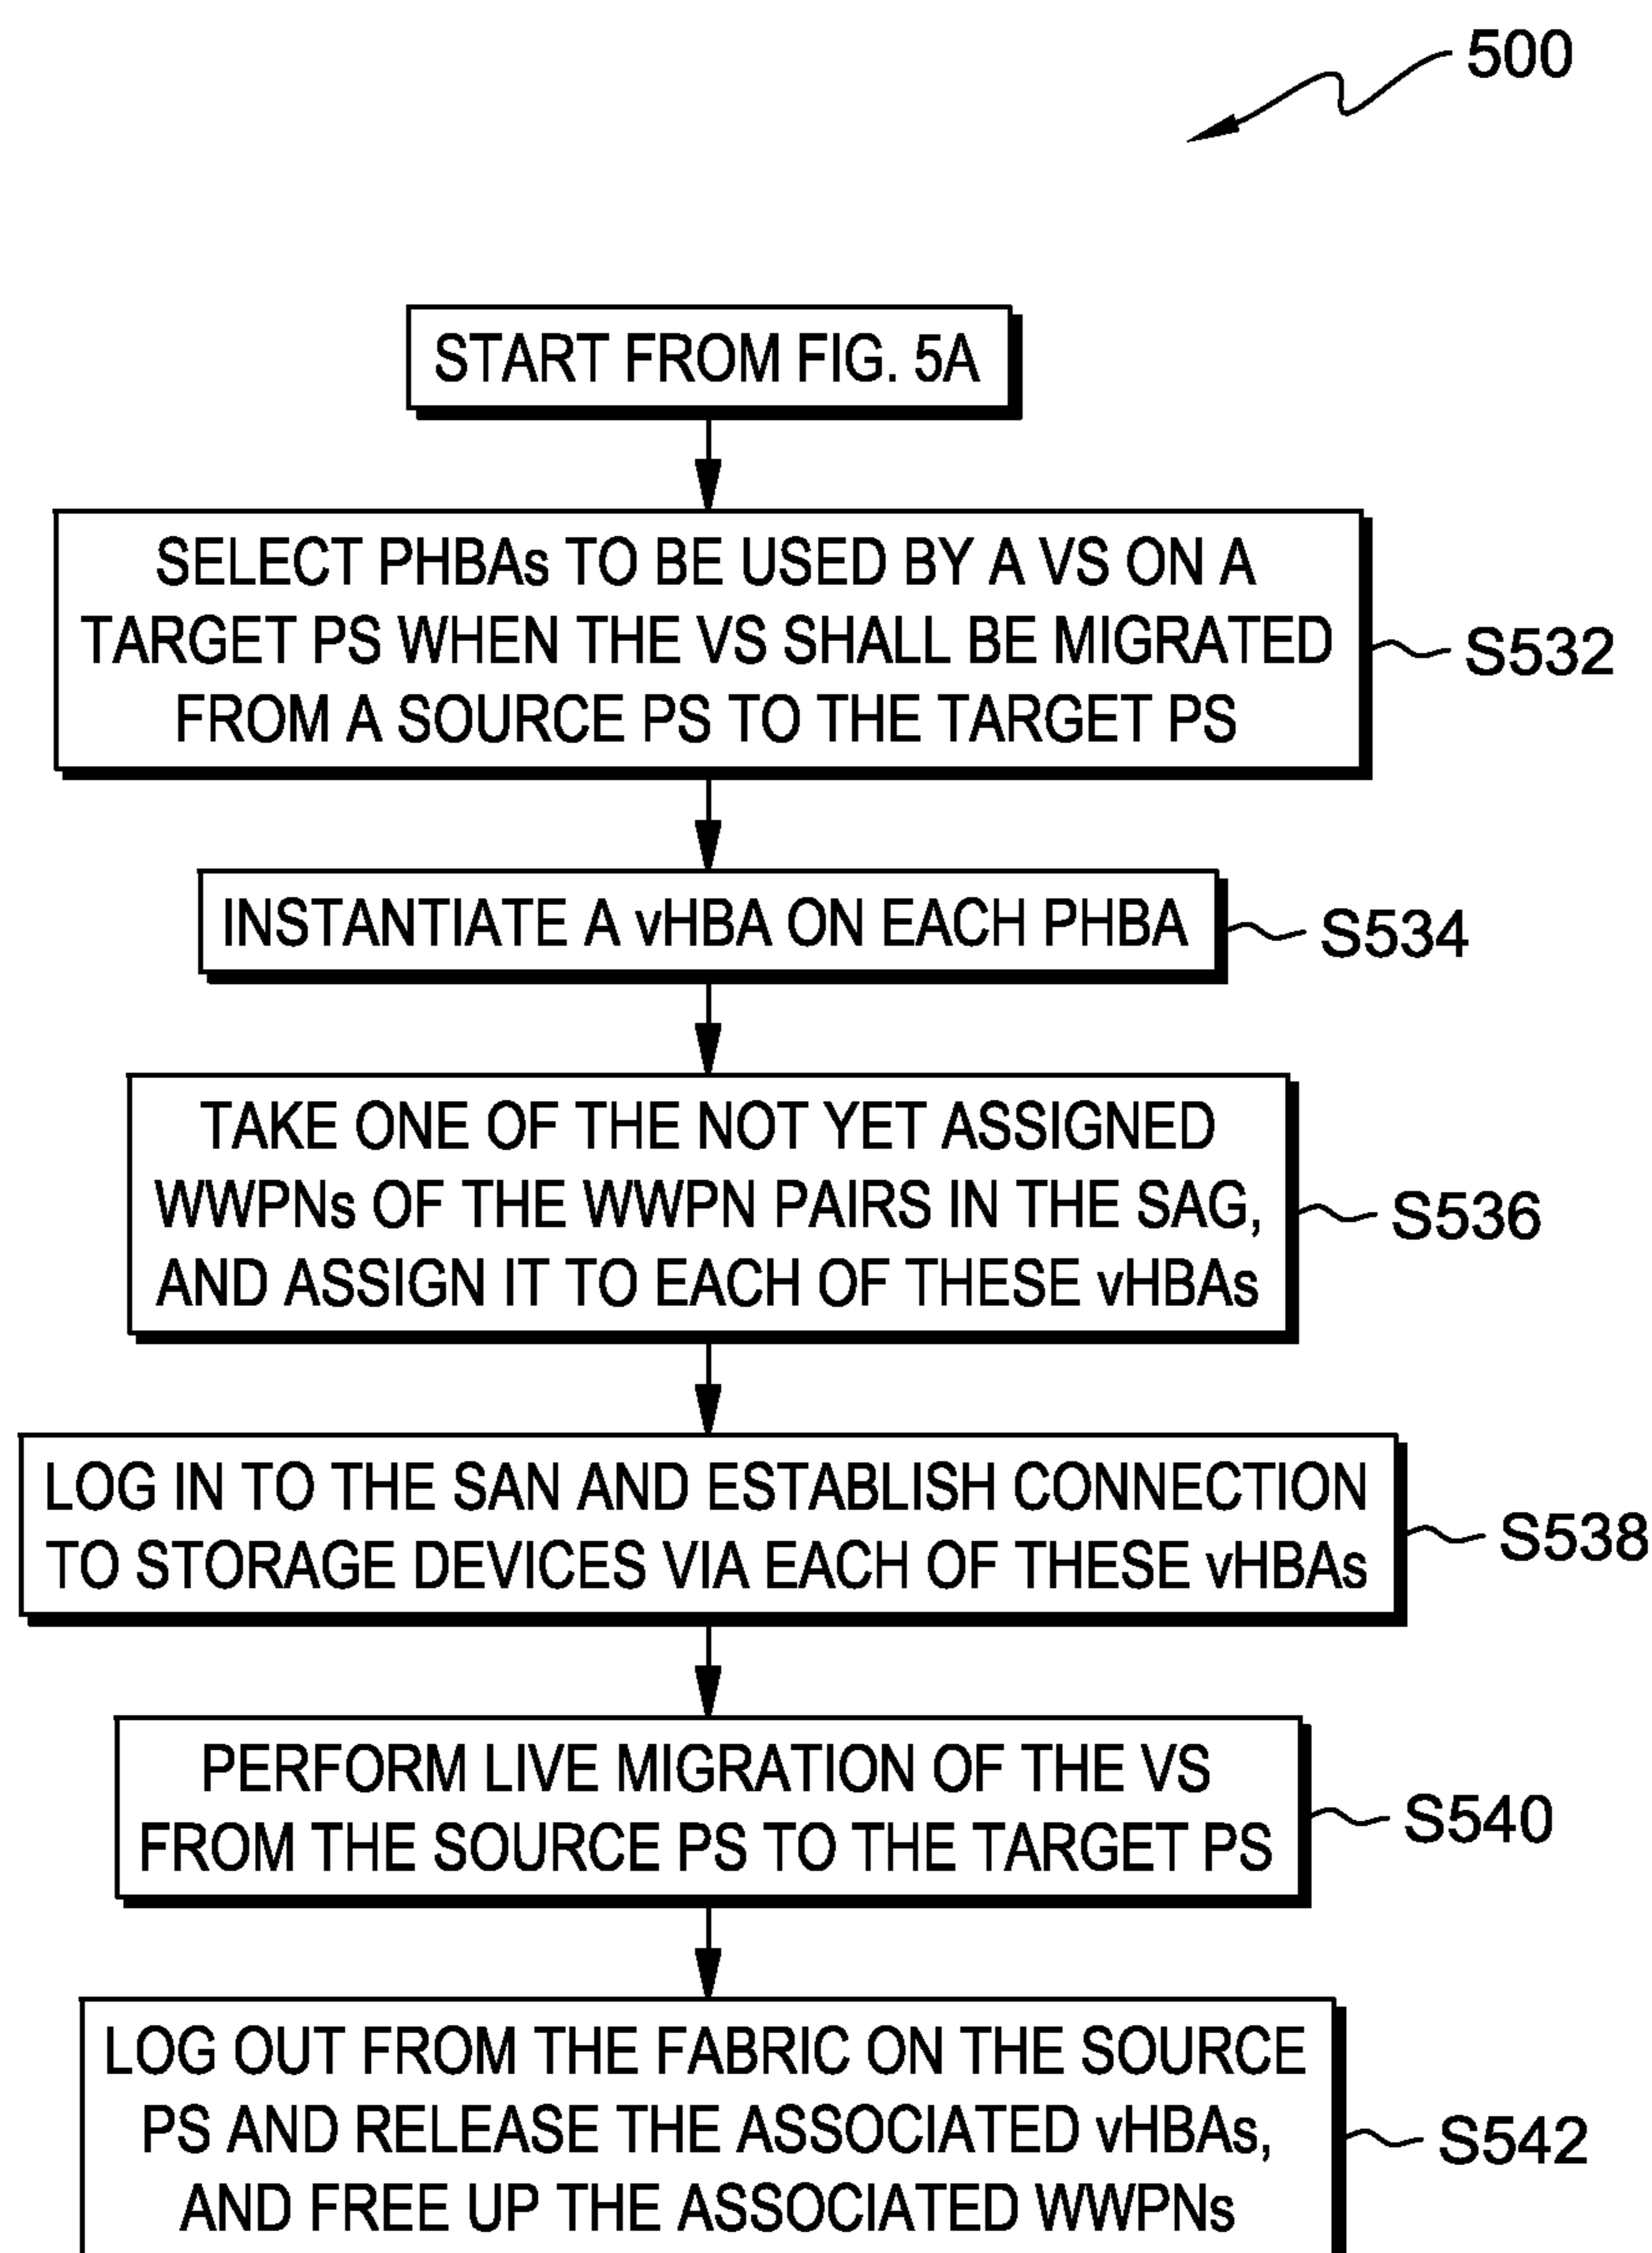 500
START FROM FIG. 5A
SELECT PHBAs TO BE USED BY A VS ON A
TARGET PS WHEN THE VS SHALL BE MIGRATED
FROM A SOURCE PS TO THE TARGET PS
S532
INSTANTIATE A vHBA ON EACH PHBA
S534
TAKE ONE OF THE NOT YET ASSIGNED
WWPNs OF THE WWPN PAIRS IN THE SAG,
AND ASSIGN IT TO EACH OF THESE vHBAs
S536
LOG IN TO THE SAN AND ESTABLISH CONNECTION
TO STORAGE DEVICES VIA EACH OF THESE vHBAs
S538
PERFORM LIVE MIGRATION OF THE VS
FROM THE SOURCE PS TO THE TARGET PS
S540
LOG OUT FROM THE FABRIC ON THE SOURCE
PS AND RELEASE THE ASSOCIATED vHBAs,
AND FREE UP THE ASSOCIATED WWPNs
S542